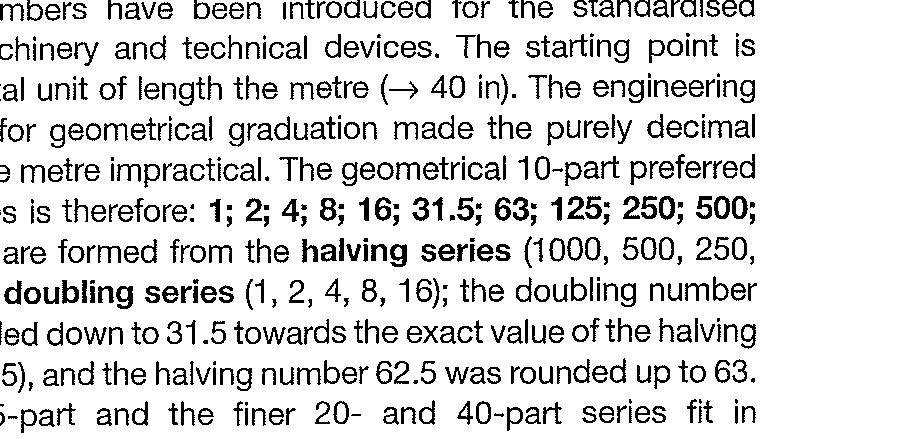 mbers have been introduced for the standardised
chinery and technical devices. The starting point is
tal unit of length the metre (→ 40 in). The engineering
for geometrical graduation made the purely decimal
e metre impractical. The geometrical 10-part preferred
s is therefore: 1; 2; 4; 8; 16; 31.5; 63; 125; 250; 500;
are formed from the halving series (1000, 500, 250,
doubling series (1, 2, 4, 8, 16); the doubling number
led down to 31.5 towards the exact value of the halving
5), and the halving number 62.5 was rounded up to 63.
5-part and the finer 20- and 40-part series fit in